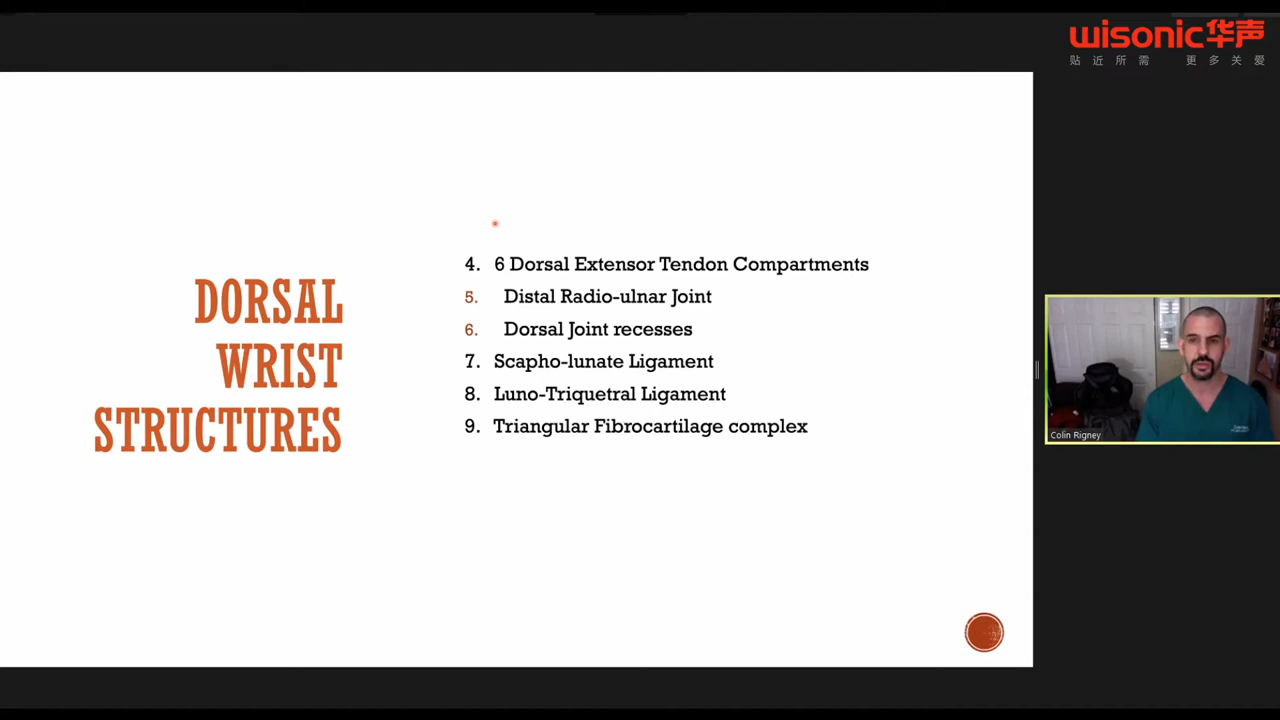 wisonic华声
贴近所需 更多关爱
DORSAL
WRIST
STRUCTURES
4. 6 Dorsal Extensor Tendon Compartments
5. Distal Radio-ulnar Joint
6. Dorsal Joint recesses
7. Scapho-lunate Ligament
8. Luno-Triquetral Ligament
9. Triangular Fibrocartilage complex
Colin Rigney